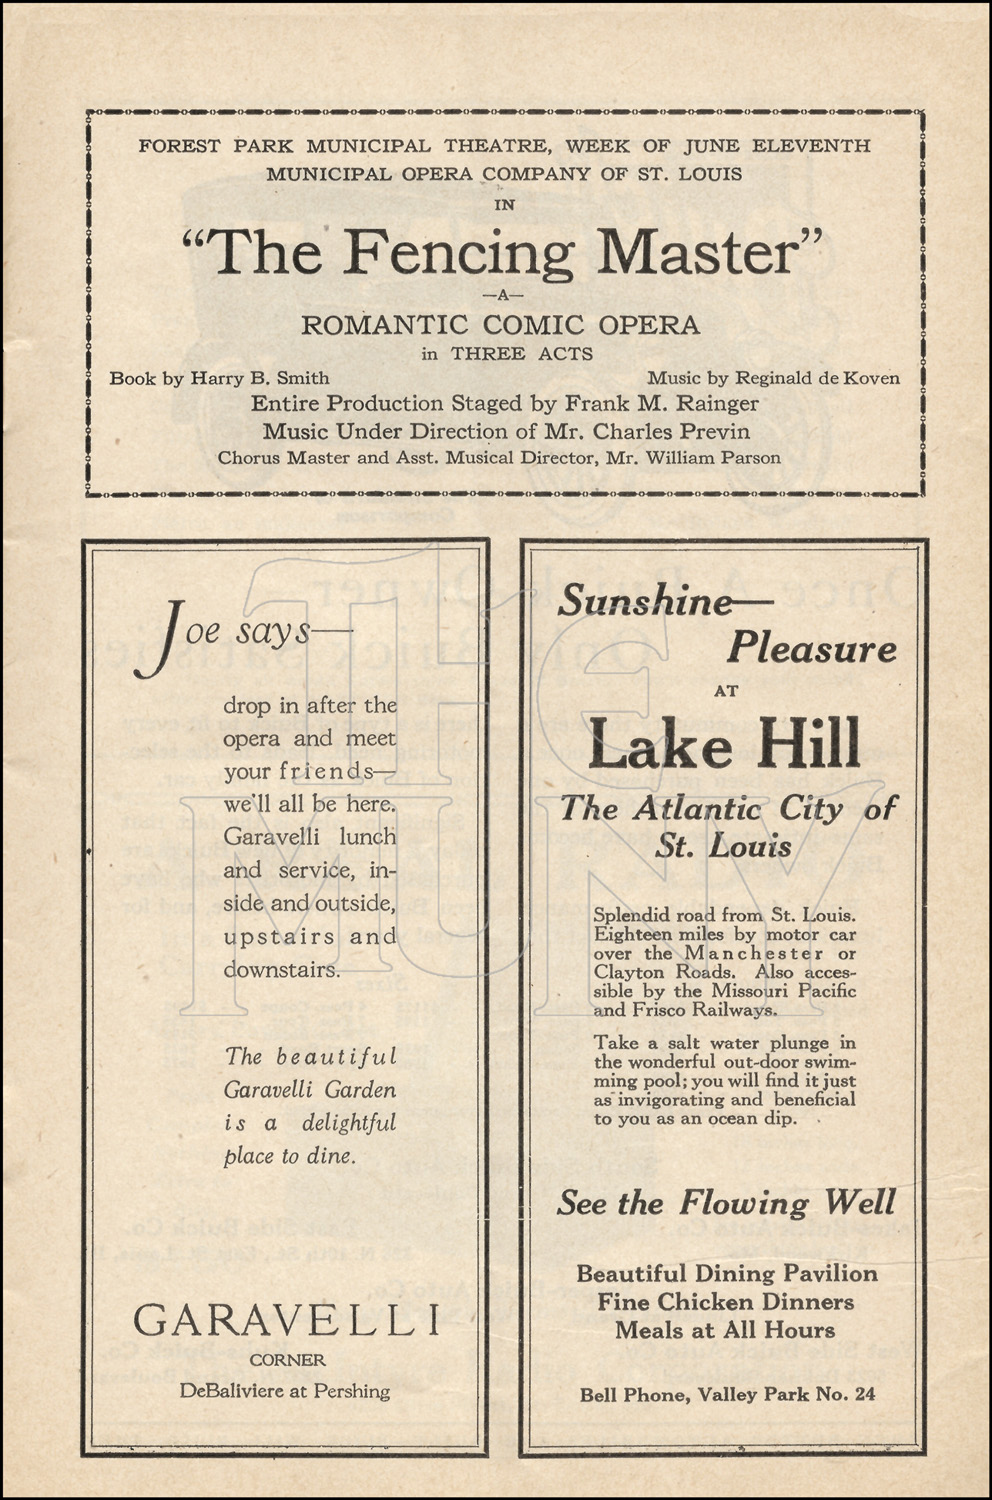 FOREST PARK MUNICIPAL THEATRE, WEEK OF JUNE ELEVENTH
MUNICIPAL OPERA COMPANY OF ST. LOUIS
IN
"The Fencing Master"
—A—
ROMANTIC COMIC OPERA
in THREE ACTS
Book by Harry B. Smith Music by Reginald de Koven
Entire Production Staged by Frank M. Rainger
Music Under Direction of Mr. Charles Previn
Chorus Master and Asst. Musical Director, Mr. William Parson
Joe says—
drop in after the
opera and meet
your friends—
we'll all be here.
Garavelli lunch
and service, in-
side and outside,
upstairs and
downstairs.
The beautiful
Garavelli Garden
is a delightful
place to dine.
GARAVELLI
CORNER
DeBaliviere at Pershing
Sunshine—
Pleasure
AT
Lake Hill
The Atlantic City of
St. Louis
Splendid road from St. Louis.
Eighteen miles by motor car
over the Manchester or
Clayton Roads. Also acces-
sible by the Missouri Pacific
and Frisco Railways.
Take a salt water plunge in
the wonderful out-door swim-
ming pool; you will find it just
as invigorating and beneficial
to you as an ocean dip.
See the Flowing Well
Beautiful Dining Pavilion
Fine Chicken Dinners
Meals at All Hours
Bell Phone, Valley Park No. 24
THE
MUNY